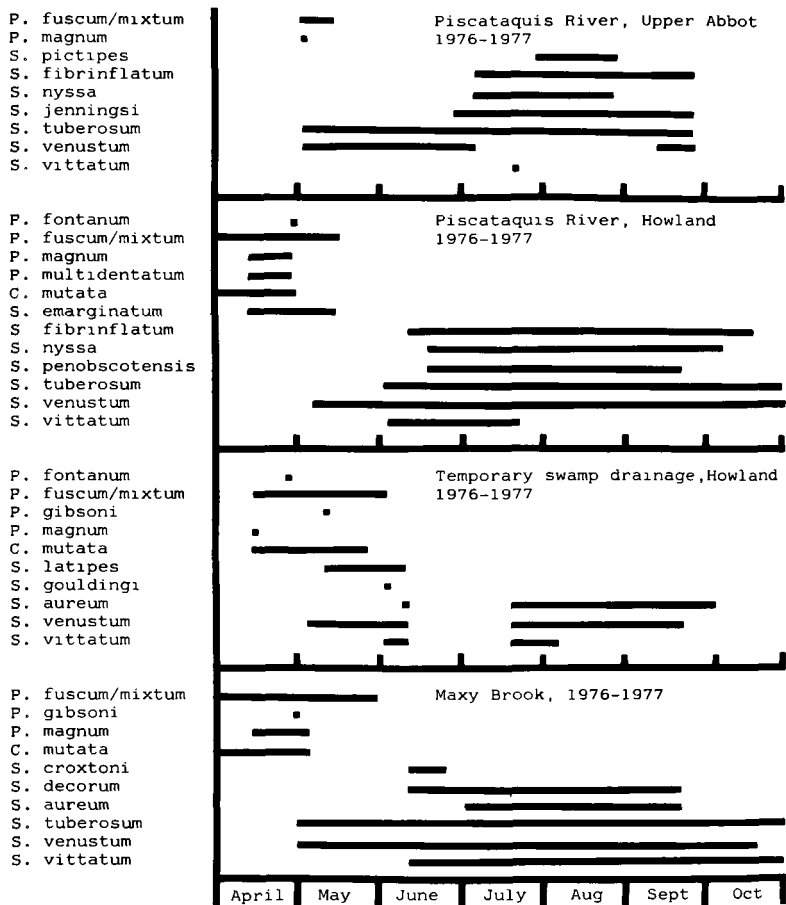 P. fuscum/mixtum Piscataquis River, Upper Abbot
P. magnum 1976-1977
S. pictipes
S. fibrinflatum
S. nyssa
S. jenningsi
S. tuberosum
S. venustum
S. vittatum
P. fontanum Piscataquis River, Howland
P. fuscum/mixtum 1976-1977
P. magnum
P. multidentatum
C. mutata
S. emarginatum
S fibrinflatum
S. nyssa
S. penobscotensis
S. tuberosum
S. venustum
S. vittatum
P. fontanum Temporary swamp drainage,Howland
P. fuscum/mixtum 1976-1977
P. gibsoni
P. magnum
C. mutata
S. latipes
S. gouldingi
S. aureum
S. venustum
S. vittatum
P. fuscum/mixtum Maxy Brook, 1976-1977
P. gibsoni
P. magnum
C. mutata
S. croxtoni
S. decorum
S. aureum
S. tuberosum
S. venustum
S. vittatum
April May June July Aug Sept Oct